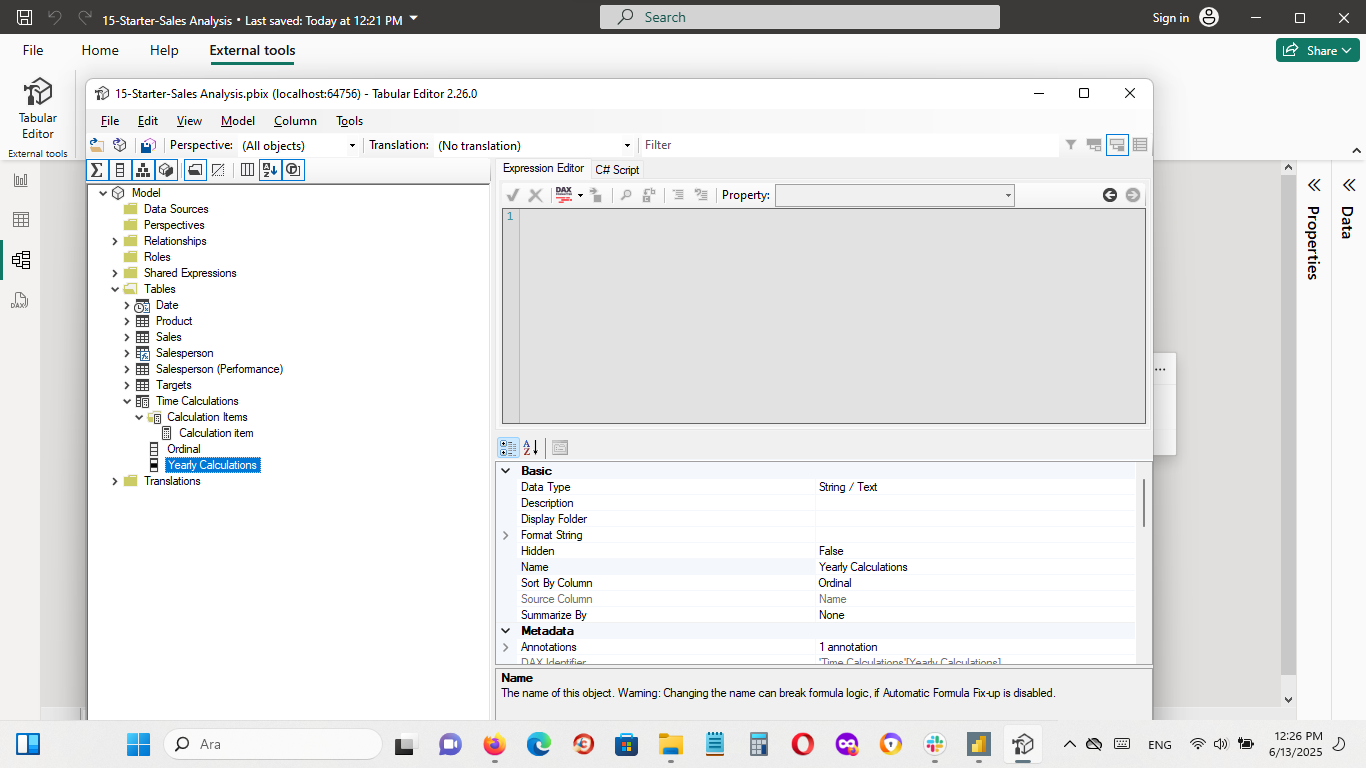 15-Starter-Sales Analysis • Last saved: Today at 12:21 PM
Search
Sign in
File Home Help External tools
Share
Tabular
Editor
External tools
15-Starter-Sales Analysis.pbix (localhost:64756) - Tabular Editor 2.26.0
File Edit View Model Column Tools
Perspective: (All objects) Translation: (No translation) Filter
Expression Editor C# Script
DAX Property:
1
Model
Data Sources
Perspectives
Relationships
Roles
Shared Expressions
Tables
Date
Product
Sales
Salesperson
Salesperson (Performance)
Targets
Time Calculations
Calculation Items
Calculation item
Ordinal
Yearly Calculations
Translations
Basic
Data Type String / Text
Description
Display Folder
Format String
Hidden False
Name Yearly Calculations
Sort By Column Ordinal
Source Column Name
Summarize By None
Metadata
Annotations 1 annotation
DAX Identifier 'Time Calculations'[Yearly Calculations]
Name
The name of this object. Warning: Changing the name can break formula logic, if Automatic Formula Fix-up is disabled.
Properties
Data
DAX
Ara
ENG
12:26 PM
6/13/2025